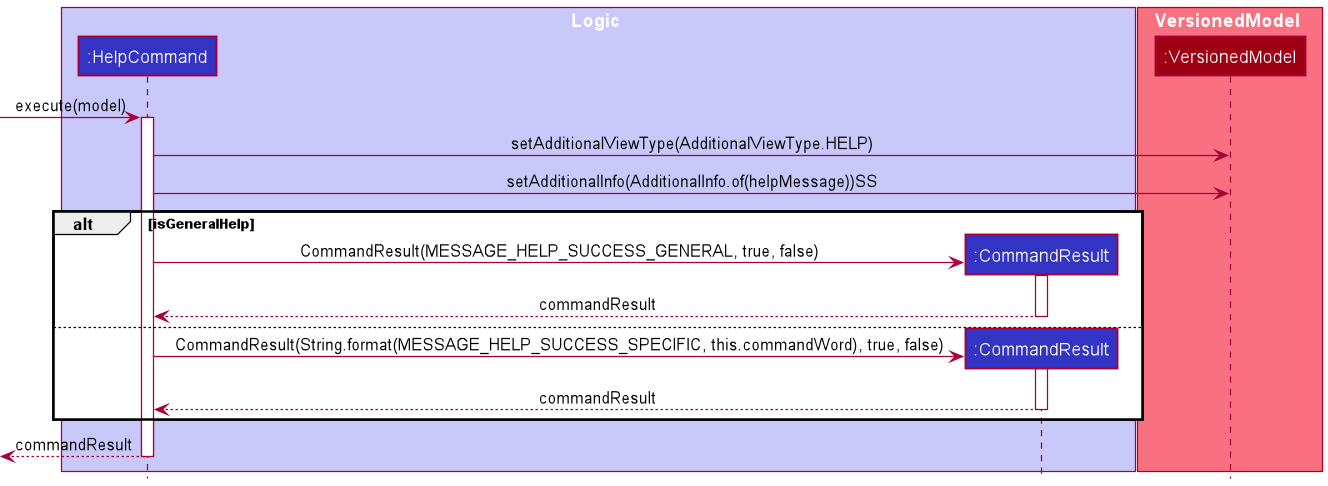 Logic
VersionedModel
:HelpCommand
:VersionedModel
execute(model)
setAdditionalViewType(AdditionalViewType.HELP)
setAdditionalInfo(AdditionalInfo.of(helpMessage))SS
alt [isGeneralHelp]
CommandResult(MESSAGE_HELP_SUCCESS_GENERAL, true, false)
:CommandResult
commandResult
CommandResult(String.format(MESSAGE_HELP_SUCCESS_SPECIFIC, this.commandWord), true, false)
:CommandResult
commandResult
commandResult